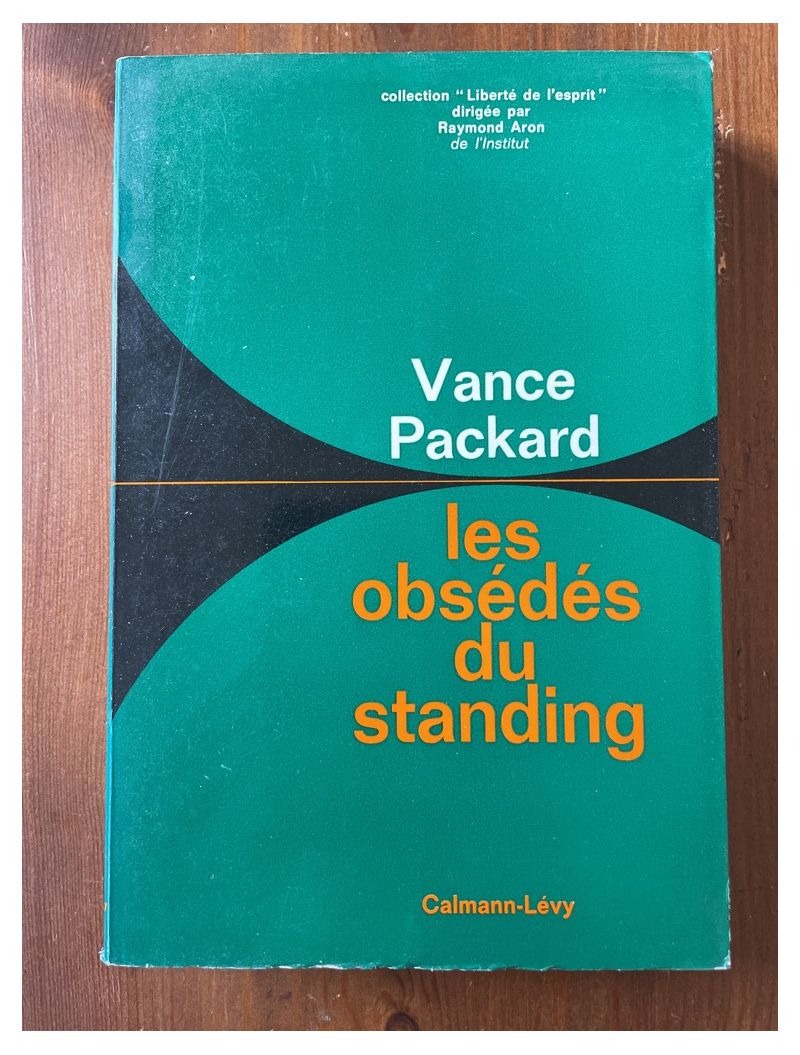 collection “Liberté de l'esprit”
dirigée par
Raymond Aron
de l'Institut
Vance
Packard
les
obsédés
du
standing
Calmann-Lévy